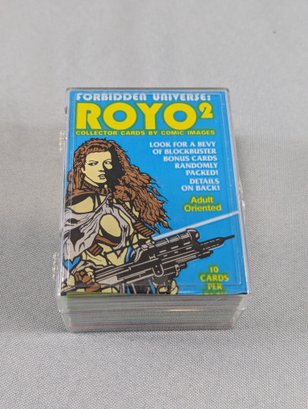 FORBIDDEN UNIVERSE:
ROYO²
COLLECTOR CARDS BY COMIC IMAGES
LOOK FOR A BEVY
OF BLOCKBUSTER
BONUS CARDS
RANDOMLY
PACKED!
DETAILS
ON BACK!
Adult
Oriented
10
CARDS
PER